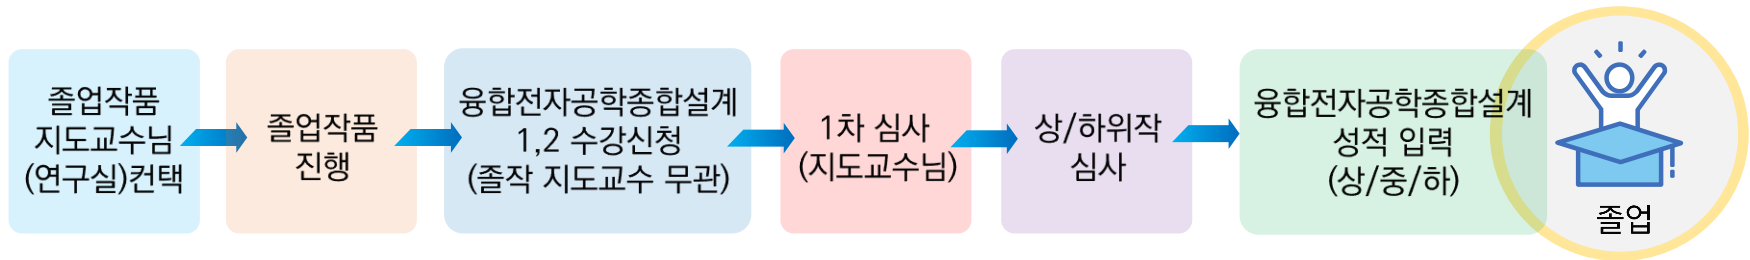 졸업작품
지도교수님
(연구실)컨택
졸업작품
진행
융합전자공학종합설계
1,2 수강신청
(졸작 지도교수 무관)
1차 심사
(지도교수님)
상/하위작
심사
융합전자공학종합설계
성적 입력
(상/중/하)
졸업